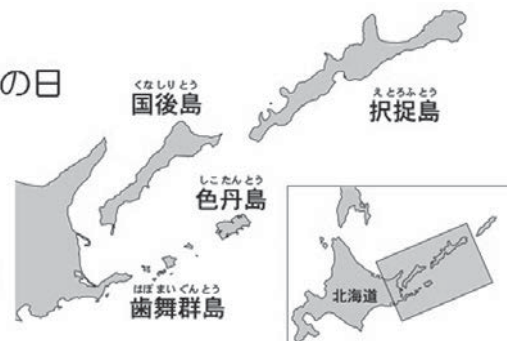 の日
くなしりとう
国後島
えとろふとう
択捉島
しこたんとう
色丹島
はぼまいぐんとう
歯舞群島
北海道